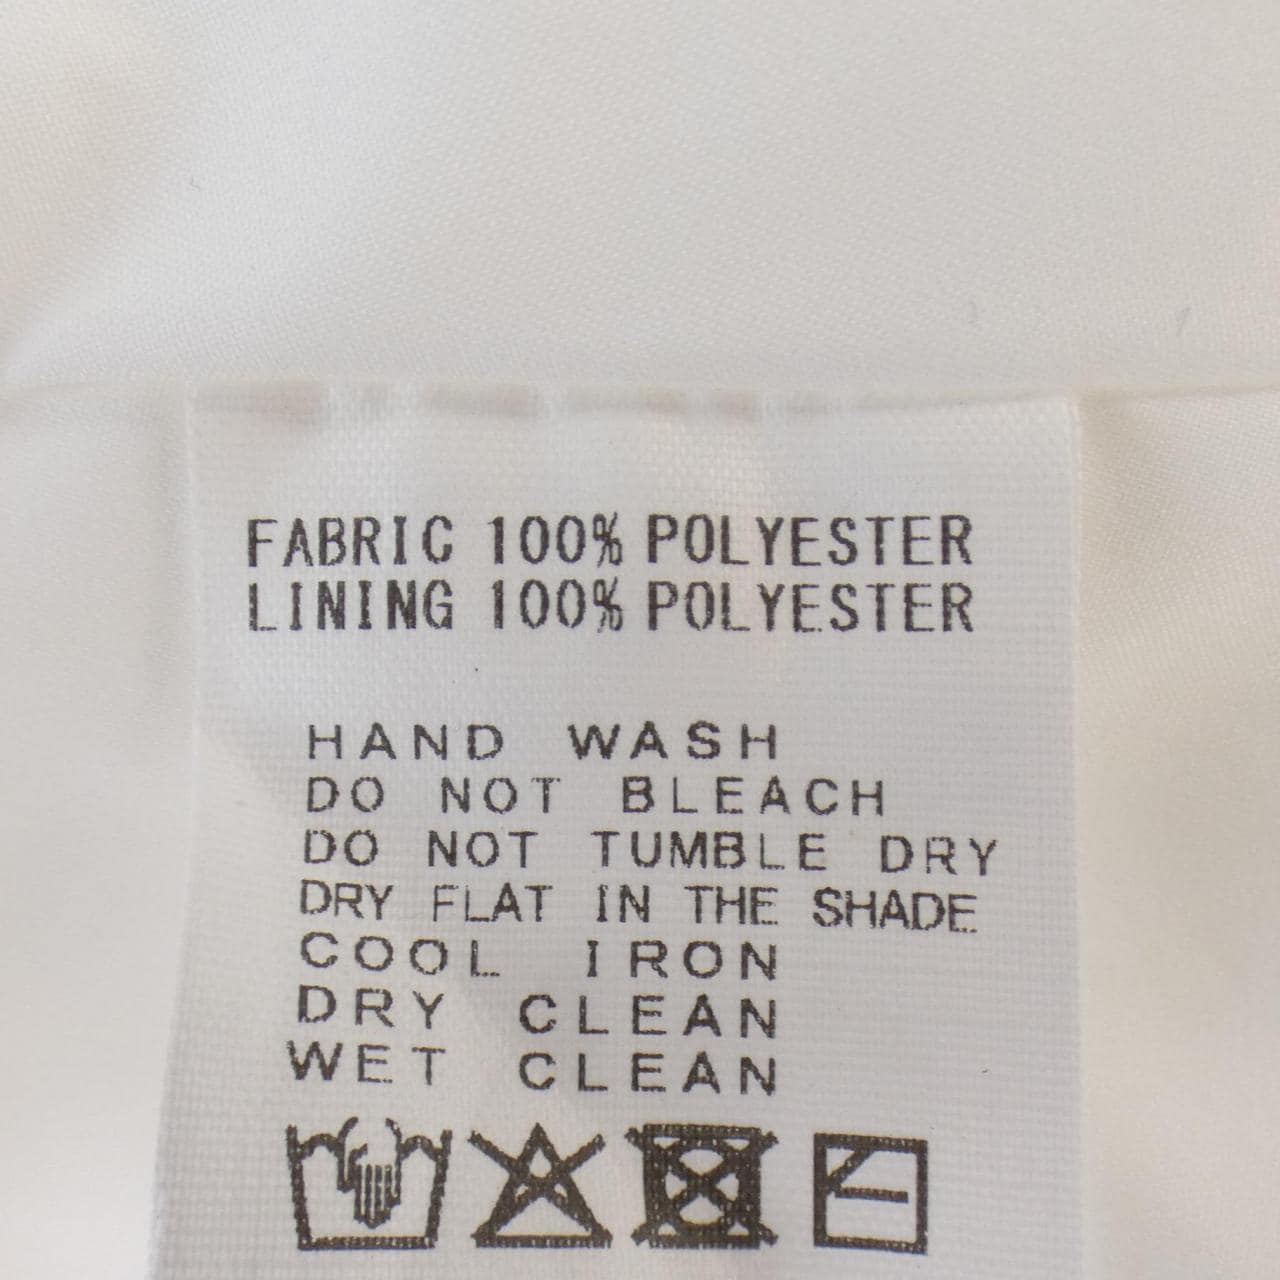 FABRIC 100% POLYESTER
LINING 100% POLYESTER
HAND WASH
DO NOT BLEACH
DO NOT TUMBLE DRY
DRY FLAT IN THE SHADE
COOL IRON
DRY CLEAN
WET CLEAN